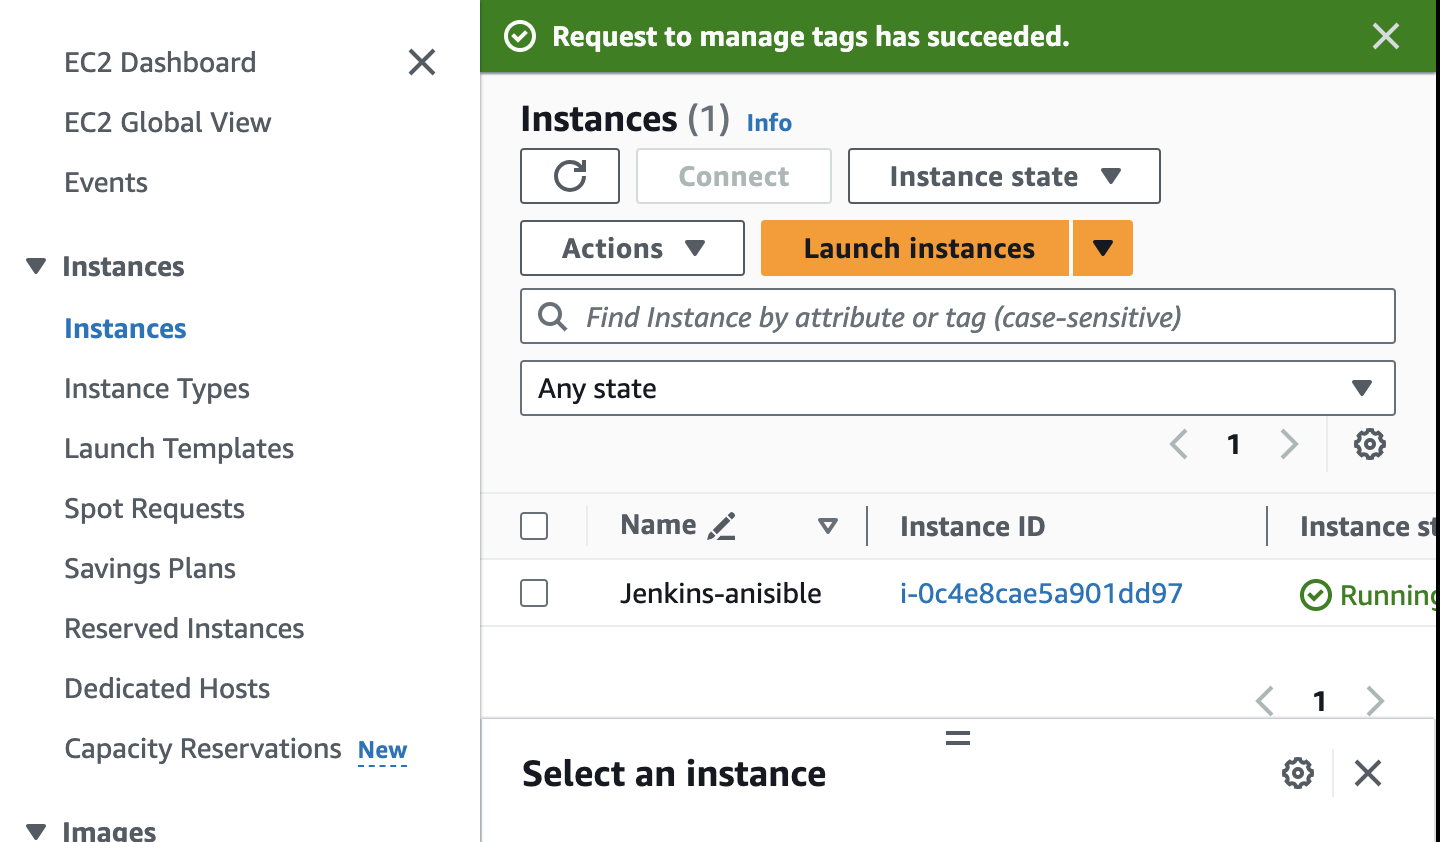 EC2 Dashboard
EC2 Global View
Events
Instances
Instances
Instance Types
Launch Templates
Spot Requests
Savings Plans
Reserved Instances
Dedicated Hosts
Capacity Reservations New
Images
Request to manage tags has succeeded.
Instances (1) Info
Connect Instance state
Actions Launch instances
Find Instance by attribute or tag (case-sensitive)
Any state
1
Name Instance ID Instance st
Jenkins-anisible i-0c4e8cae5a901dd97 Running
1
Select an instance